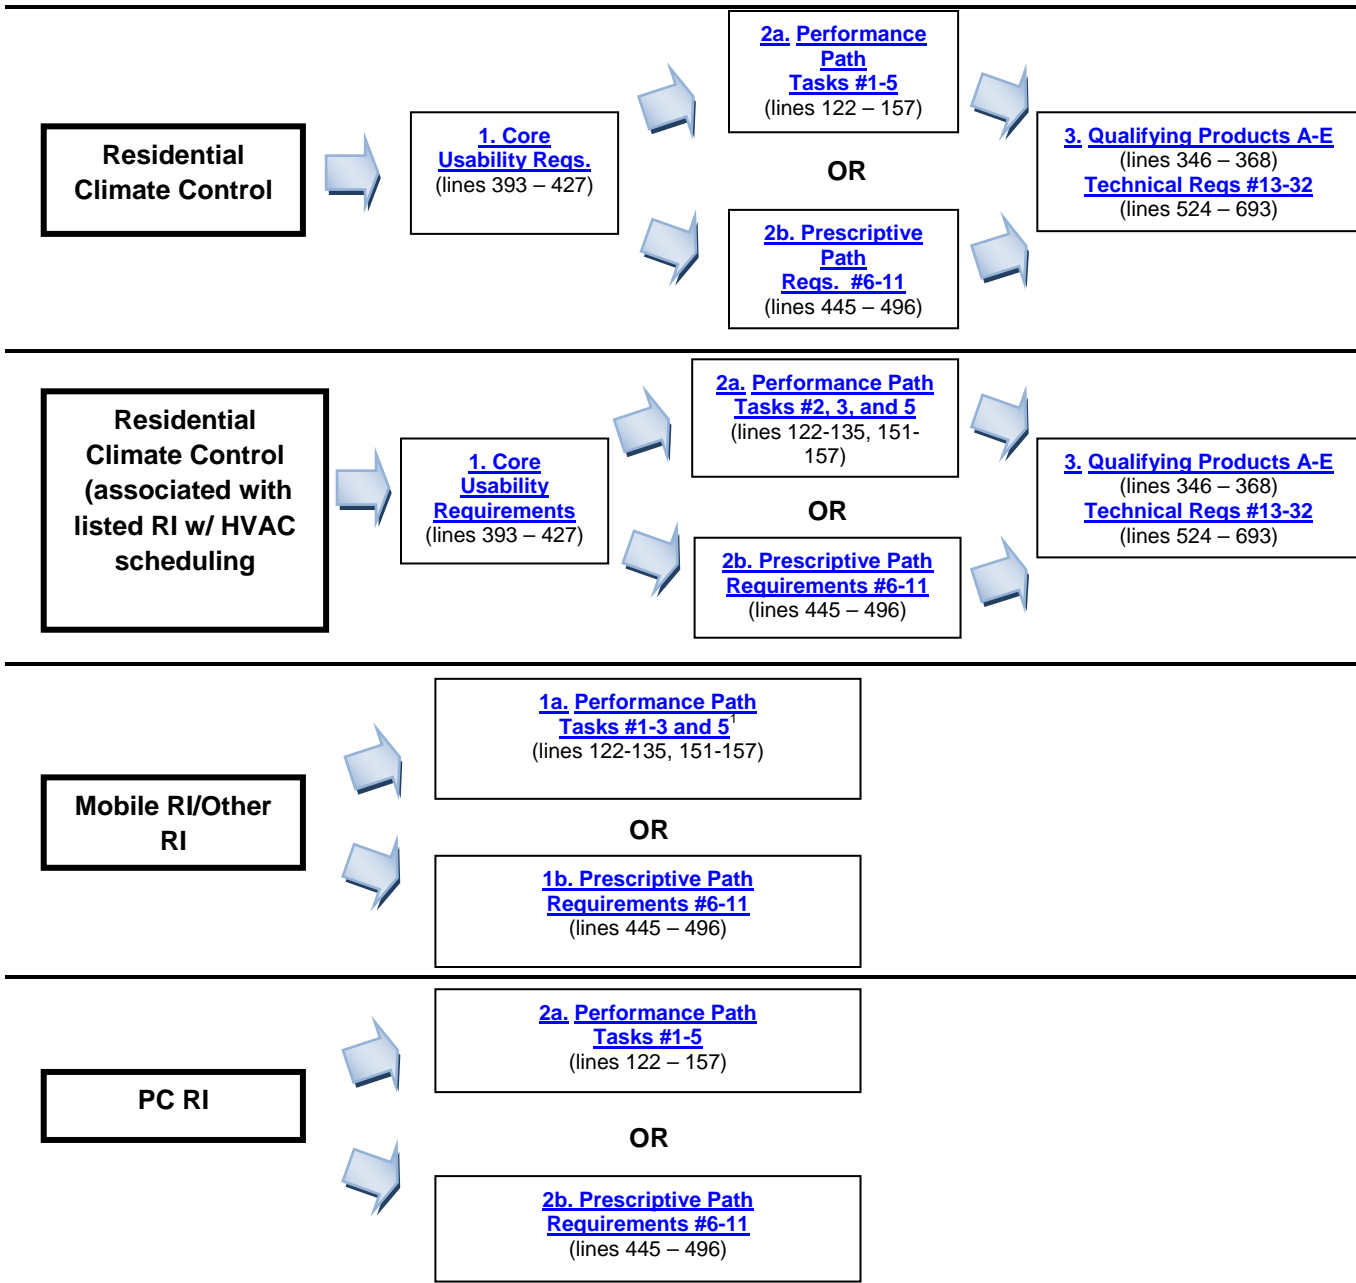 Residential
Climate Control
1. Core
Usability Reqs.
(lines 393 – 427)
2a. Performance
Path
Tasks #1-5
(lines 122 – 157)
OR
2b. Prescriptive
Path
Reqs. #6-11
(lines 445 – 496)
3. Qualifying Products A-E
(lines 346 – 368)
Technical Reqs #13-32
(lines 524 – 693)
Residential
Climate Control
(associated with
listed RI w/ HVAC
scheduling
1. Core
Usability
Requirements
(lines 393 – 427)
2a. Performance Path
Tasks #2, 3, and 5
(lines 122-135, 151-
157)
OR
2b. Prescriptive Path
Requirements #6-11
(lines 445 – 496)
3. Qualifying Products A-E
(lines 346 – 368)
Technical Reqs #13-32
(lines 524 – 693)
Mobile RI/Other
RI
1a. Performance Path
Tasks #1-3 and 5¹
(lines 122-135, 151-157)
OR
1b. Prescriptive Path
Requirements #6-11
(lines 445 – 496)
PC RI
2a. Performance Path
Tasks #1-5
(lines 122 – 157)
OR
2b. Prescriptive Path
Requirements #6-11
(lines 445 – 496)